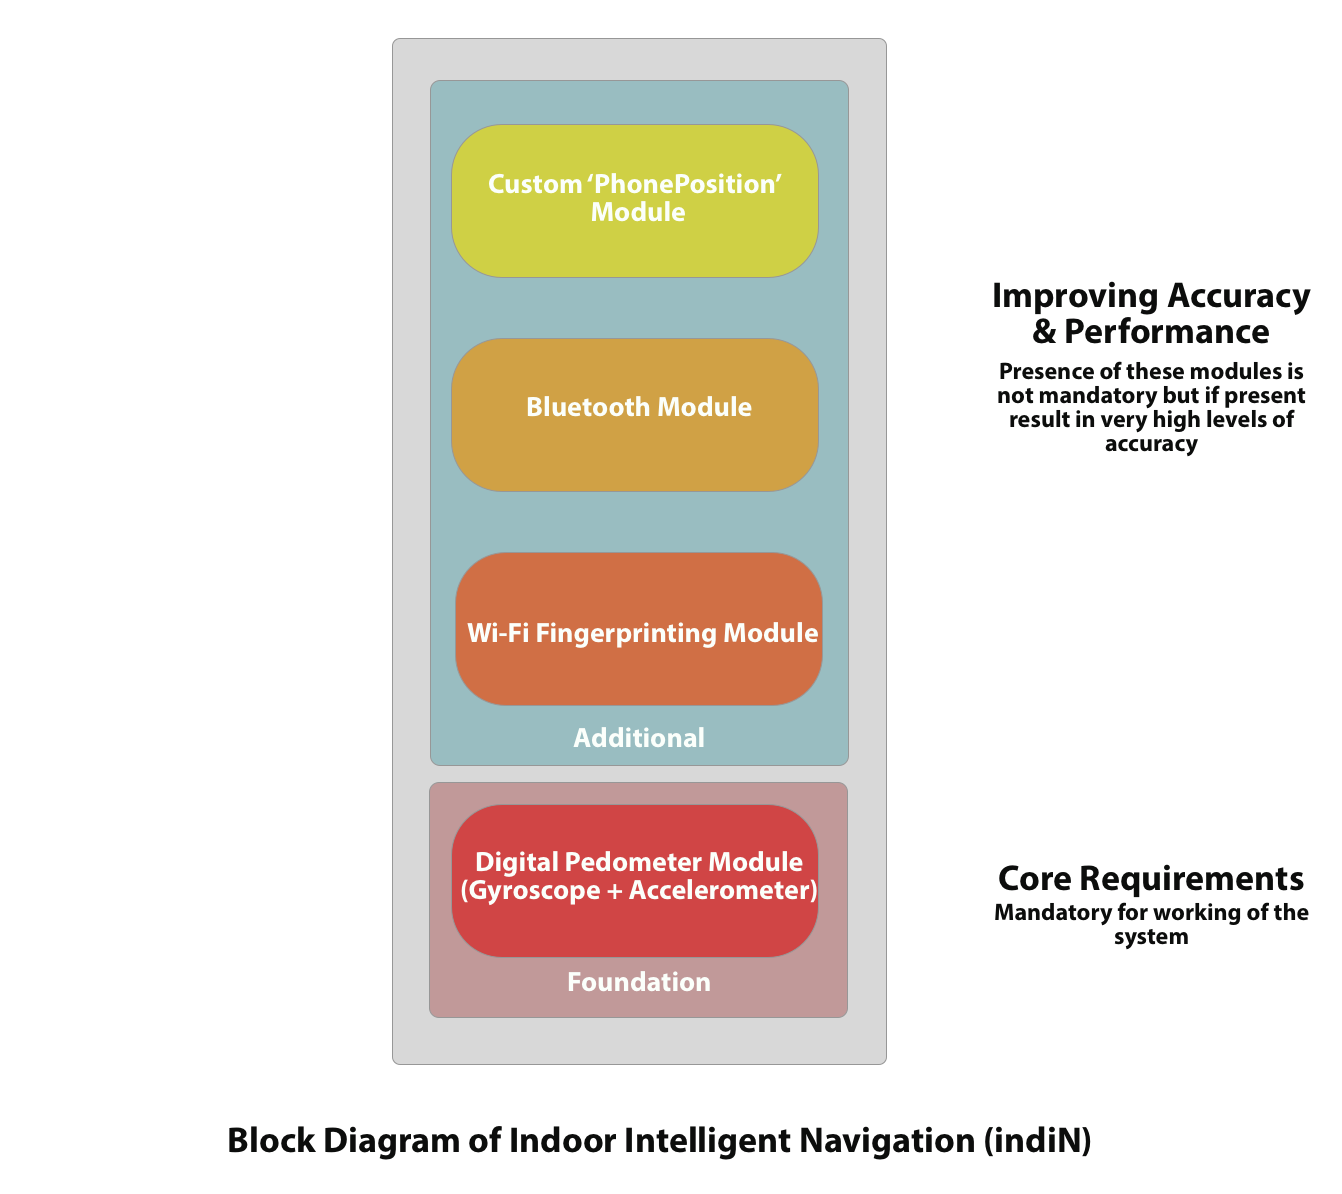 Custom ‘PhonePosition’
Module
Bluetooth Module
Wi-Fi Fingerprinting Module
Additional
Improving Accuracy
& Performance
Presence of these modules is
not mandatory but if present
result in very high levels of
accuracy
Digital Pedometer Module
(Gyroscope + Accelerometer)
Foundation
Core Requirements
Mandatory for working of the
system
Block Diagram of Indoor Intelligent Navigation (indiN)